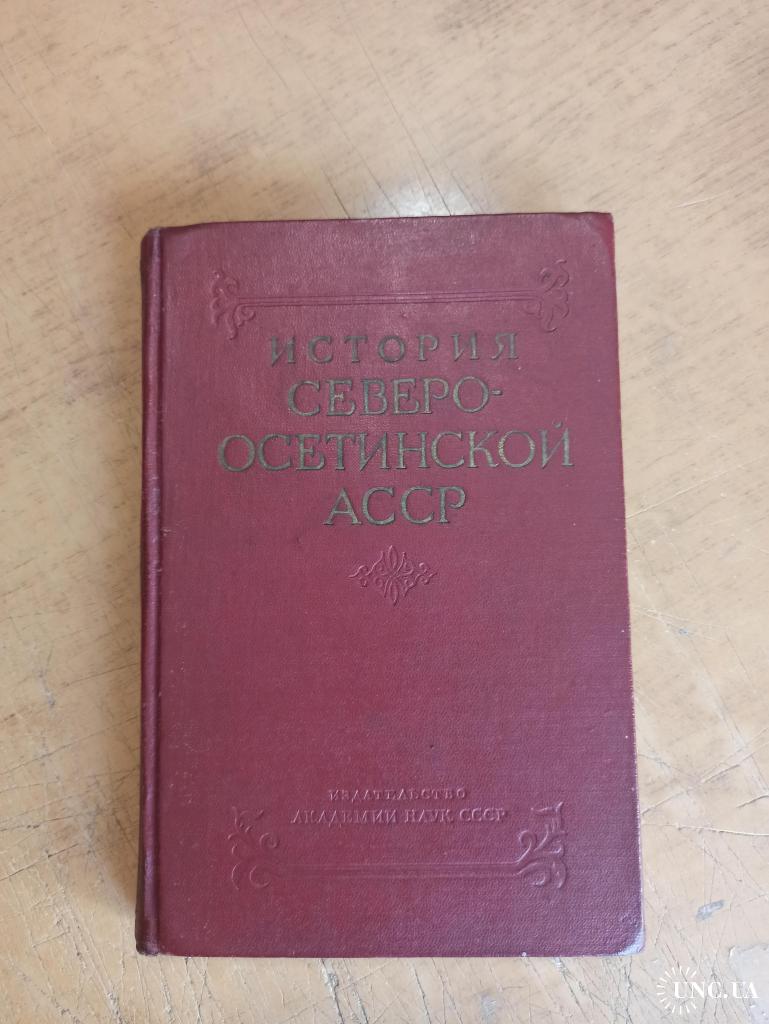 ИСТОРИЯ
СЕВЕРО-
ОСЕТИНСКОЙ
АССР
ИЗДАТЕЛЬСТВО
АКАДЕМИИ НАУК СССР
UNC.UA